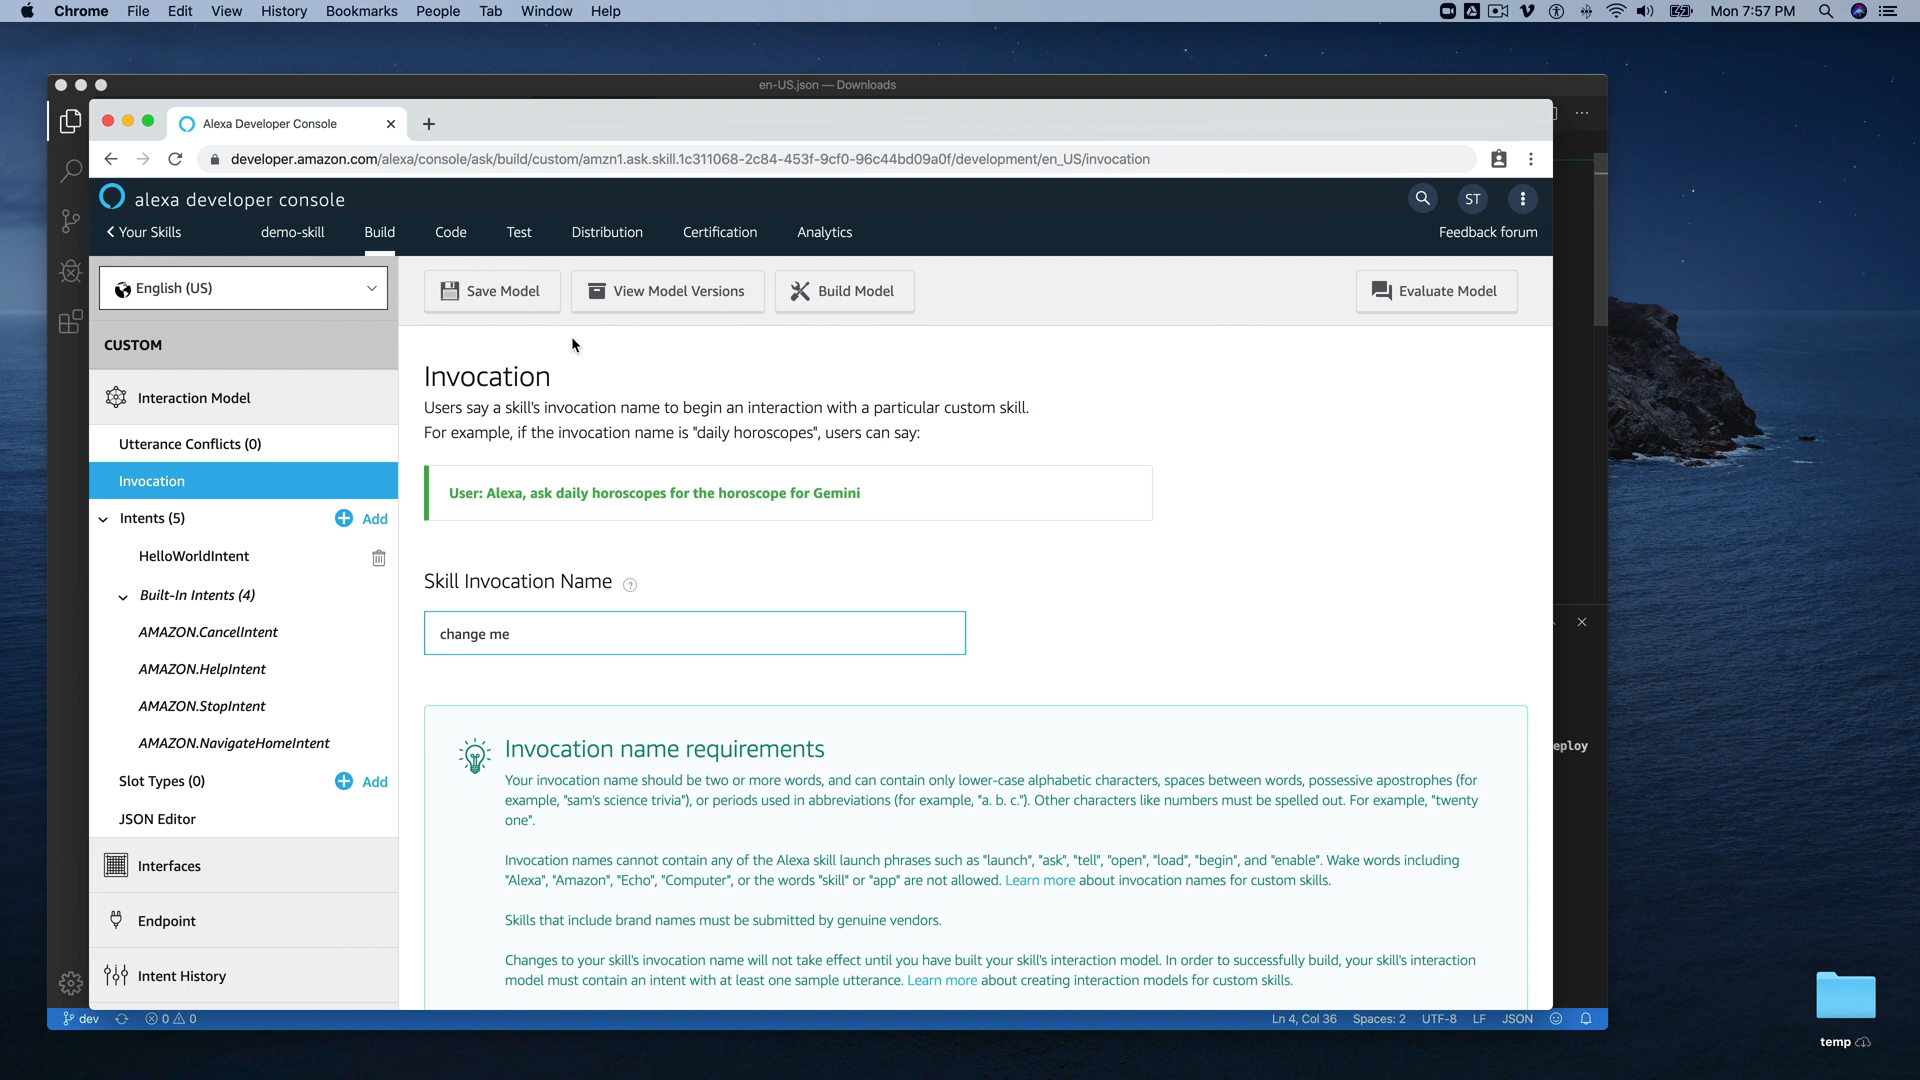 Chrome File Edit View History Bookmarks People Tab Window Help
Mon 7:57 PM
en-US.json — Downloads
Alexa Developer Console
developer.amazon.com/alexa/console/ask/build/custom/amzn1.ask.skill.1c311068-2c84-453f-9cf0-96c44bd09a0f/development/en_US/invocation
alexa developer console
ST
Your Skills demo-skill Build Code Test Distribution Certification Analytics Feedback forum
English (US)
Save Model View Model Versions Build Model Evaluate Model
CUSTOM
Interaction Model
Utterance Conflicts (0)
Invocation
Intents (5) Add
HelloWorldIntent
Built-In Intents (4)
AMAZON.CancelIntent
AMAZON.HelpIntent
AMAZON.StopIntent
AMAZON.NavigateHomeIntent
Slot Types (0) Add
JSON Editor
Interfaces
Endpoint
Intent History
Invocation
Users say a skill's invocation name to begin an interaction with a particular custom skill.
For example, if the invocation name is "daily horoscopes", users can say:
User: Alexa, ask daily horoscopes for the horoscope for Gemini
Skill Invocation Name ?
change me
Invocation name requirements
Your invocation name should be two or more words, and can contain only lower-case alphabetic characters, spaces between words, possessive apostrophes (for
example, "sam's science trivia"), or periods used in abbreviations (for example, "a. b. c."). Other characters like numbers must be spelled out. For example, "twenty
one".
Invocation names cannot contain any of the Alexa skill launch phrases such as "launch", "ask", "tell", "open", "load", "begin", and "enable". Wake words including
"Alexa", "Amazon", "Echo", "Computer", or the words "skill" or "app" are not allowed. Learn more about invocation names for custom skills.
Skills that include brand names must be submitted by genuine vendors.
Changes to your skill's invocation name will not take effect until you have built your skill's interaction model. In order to successfully build, your skill's interaction
model must contain an intent with at least one sample utterance. Learn more about creating interaction models for custom skills.
eploy
dev 0 0 Ln 4, Col 36 Spaces: 2 UTF-8 LF JSON
temp